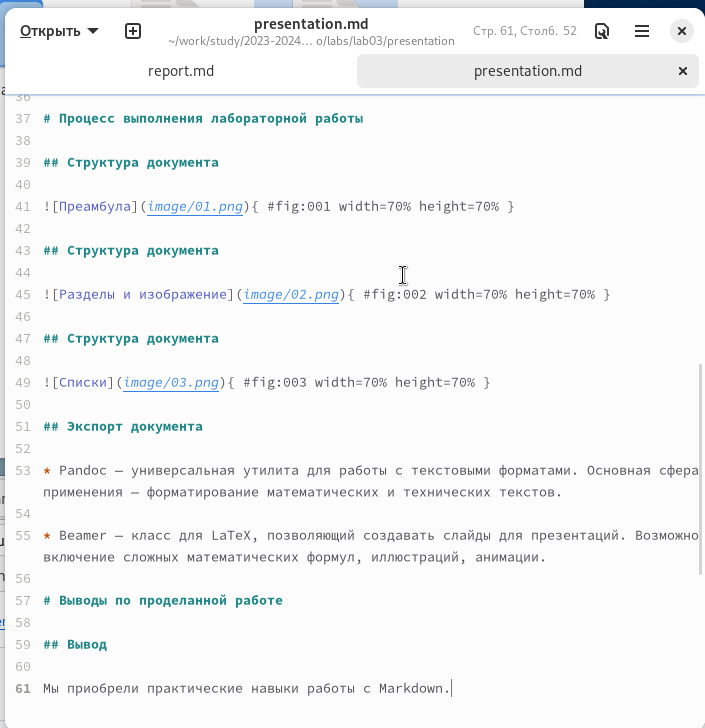 Открыть
presentation.md
~/work/study/2023-2024… o/labs/lab03/presentation
Стр. 61, Столб. 52
report.md
presentation.md
36
37 # Процесс выполнения лабораторной работы
38
39 ## Структура документа
40
41 ![Преамбула](image/01.png){ #fig:001 width=70% height=70% }
42
43 ## Структура документа
44
45 ![Разделы и изображение](image/02.png){ #fig:002 width=70% height=70% }
46
47 ## Структура документа
48
49 ![Списки](image/03.png){ #fig:003 width=70% height=70% }
50
51 ## Экспорт документа
52
53 * Pandoc — универсальная утилита для работы с текстовыми форматами. Основная сфера
применения — форматирование математических и технических текстов.
54
55 * Beamer — класс для LaTeX, позволяющий создавать слайды для презентаций. Возможно
включение сложных математических формул, иллюстраций, анимации.
56
57 # Выводы по проделанной работе
58
59 ## Вывод
60
61 Мы приобрели практические навыки работы с Markdown.